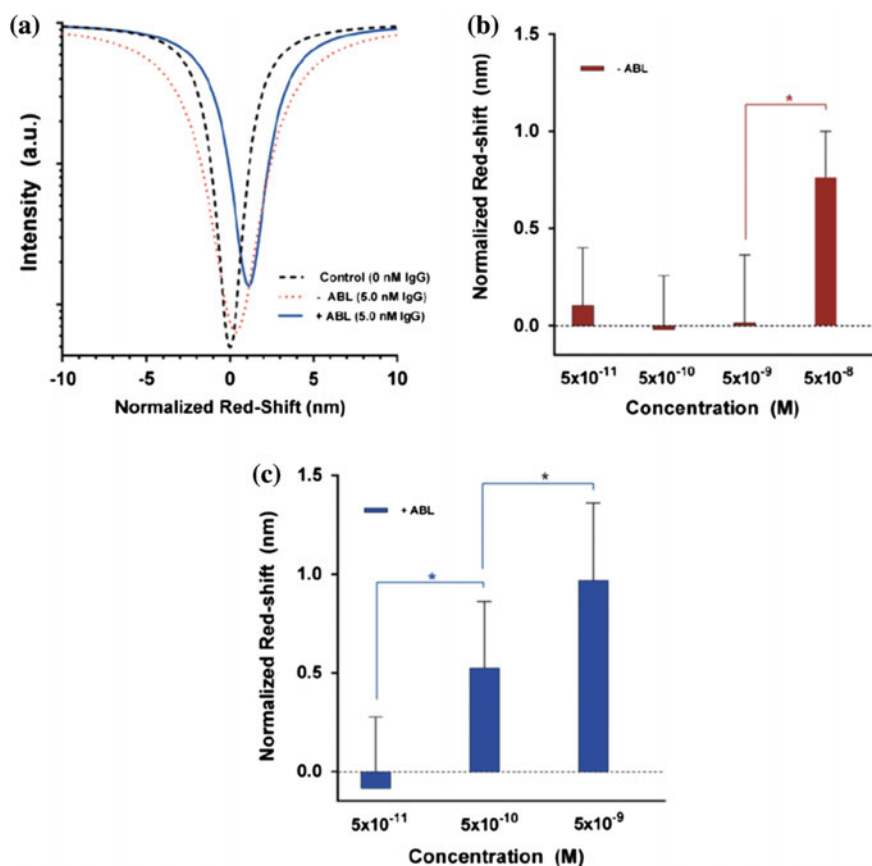 (a)
Intensity (a.u.)
Control (0 nM IgG)
- ABL (5.0 nM IgG)
+ ABL (5.0 nM IgG)
-10 -5 0 5 10
Normalized Red-Shift (nm)
(b)
Normalized Red-shift (nm)
1.5
1.0
0.5
0.0
- ABL
*
5x10⁻¹¹ 5x10⁻¹⁰ 5x10⁻⁹ 5x10⁻⁸
Concentration (M)
(c)
Normalized Red-shift (nm)
1.5
1.0
0.5
0.0
+ ABL
*
*
5x10⁻¹¹ 5x10⁻¹⁰ 5x10⁻⁹
Concentration (M)